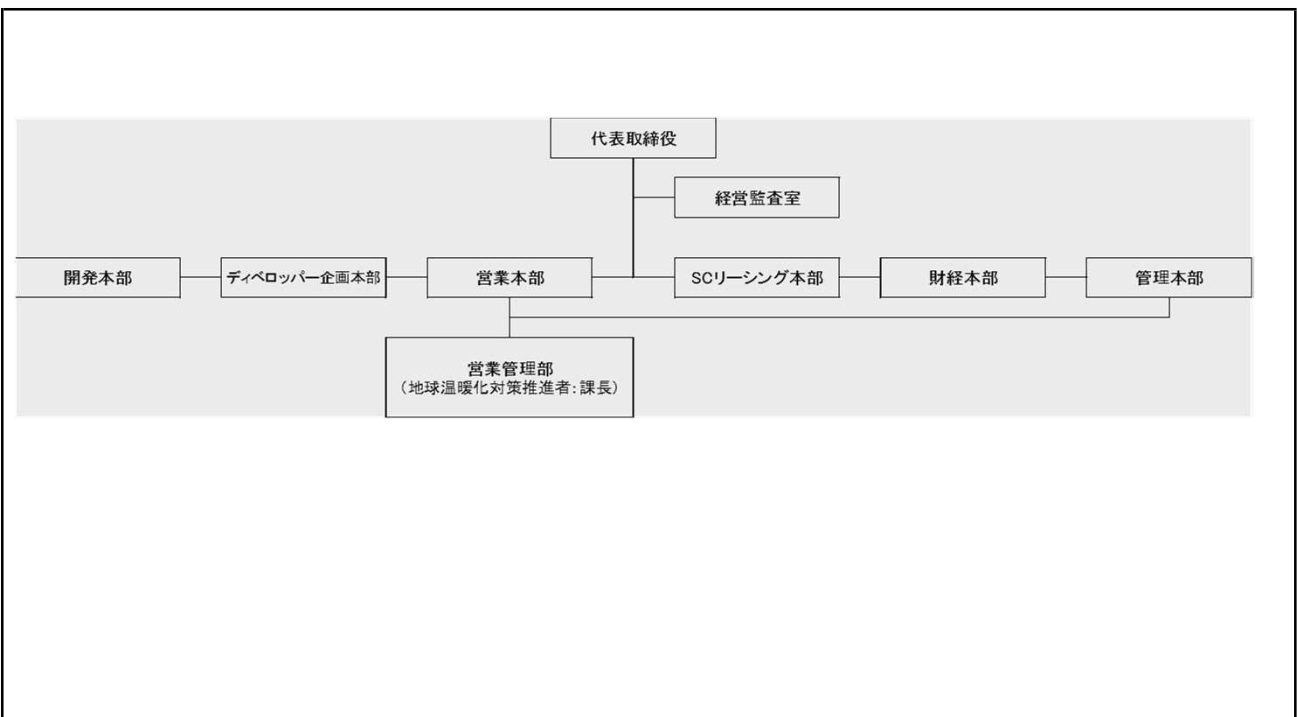 代表取締役
経営監査室
開発本部
ディベロッパー企画本部
営業本部
SCリーシング本部
財経本部
管理本部
営業管理部
（地球温暖化対策推進者：課長）